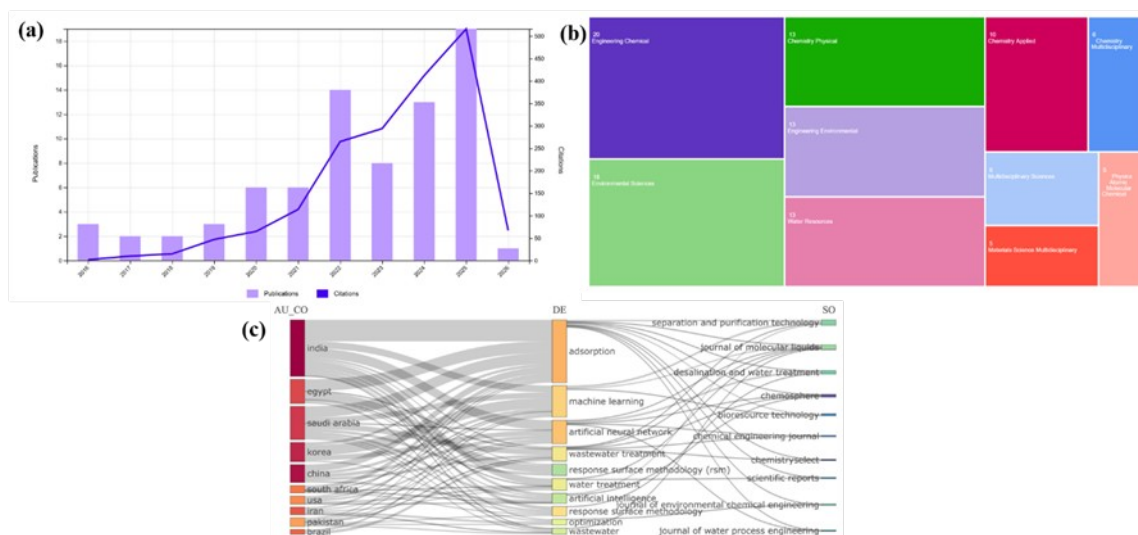 (a)
18
16
14
12
10
8
6
4
2
0
Publications
500
450
400
350
300
250
200
150
100
50
0
Citations
2016
2017
2018
2019
2020
2021
2022
2023
2024
2025
2026
Publications
Citations
(b)
20
Engineering Chemical
Environmental Sciences
13
Chemistry Physical
13
Engineering Environmental
13
Water Resources
10
Chemistry Applied
Chemistry
Multidisciplinary
Multidisciplinary Sciences
5
Materials Science Multidisciplinary
5
Physics
Atomic
Molecular
Chemical
(c)
AU_CO
DE
SO
india
egypt
saudi arabia
korea
china
south africa
usa
iran
pakistan
brazil
adsorption
machine learning
artificial neural network
wastewater treatment
response surface methodology (rsm)
water treatment
artificial intelligence
response surface methodology
optimization
wastewater
separation and purification technology
journal of molecular liquids
desalination and water treatment
chemosphere
bioresource technology
chemical engineering journal
chemistryselect
scientific reports
journal of environmental chemical engineering
journal of water process engineering